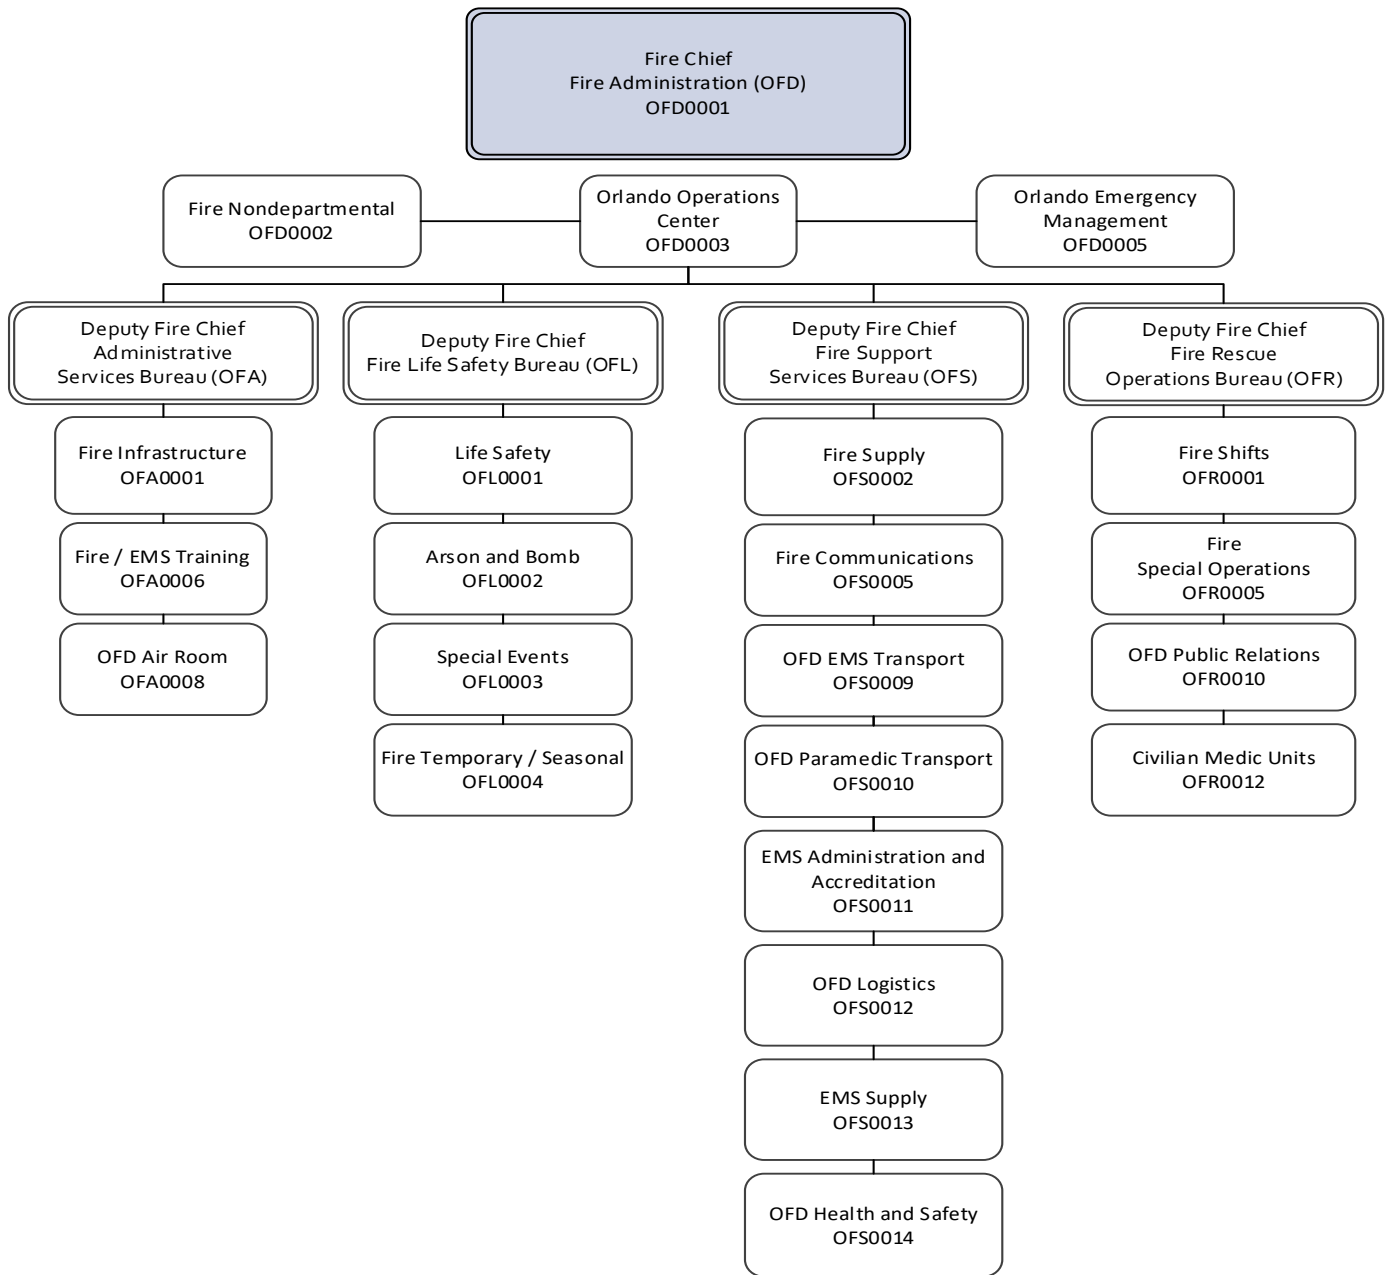 Fire Chief
Fire Administration (OFD)
OFD0001
Fire Nondepartmental
OFD0002
Orlando Operations
Center
OFD0003
Orlando Emergency
Management
OFD0005
Deputy Fire Chief
Administrative
Services Bureau (OFA)
Deputy Fire Chief
Fire Life Safety Bureau (OFL)
Deputy Fire Chief
Fire Support
Services Bureau (OFS)
Deputy Fire Chief
Fire Rescue
Operations Bureau (OFR)
Fire Infrastructure
OFA0001
Fire / EMS Training
OFA0006
OFD Air Room
OFA0008
Life Safety
OFL0001
Arson and Bomb
OFL0002
Special Events
OFL0003
Fire Temporary / Seasonal
OFL0004
Fire Supply
OFS0002
Fire Communications
OFS0005
OFD EMS Transport
OFS0009
OFD Paramedic Transport
OFS0010
EMS Administration and
Accreditation
OFS0011
OFD Logistics
OFS0012
EMS Supply
OFS0013
OFD Health and Safety
OFS0014
Fire Shifts
OFR0001
Fire
Special Operations
OFR0005
OFD Public Relations
OFR0010
Civilian Medic Units
OFR0012